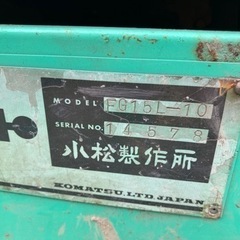 MODEL FG15L-10
SERIAL NO. 14578
小松製作所
KOMATSU, LTD. JAPAN